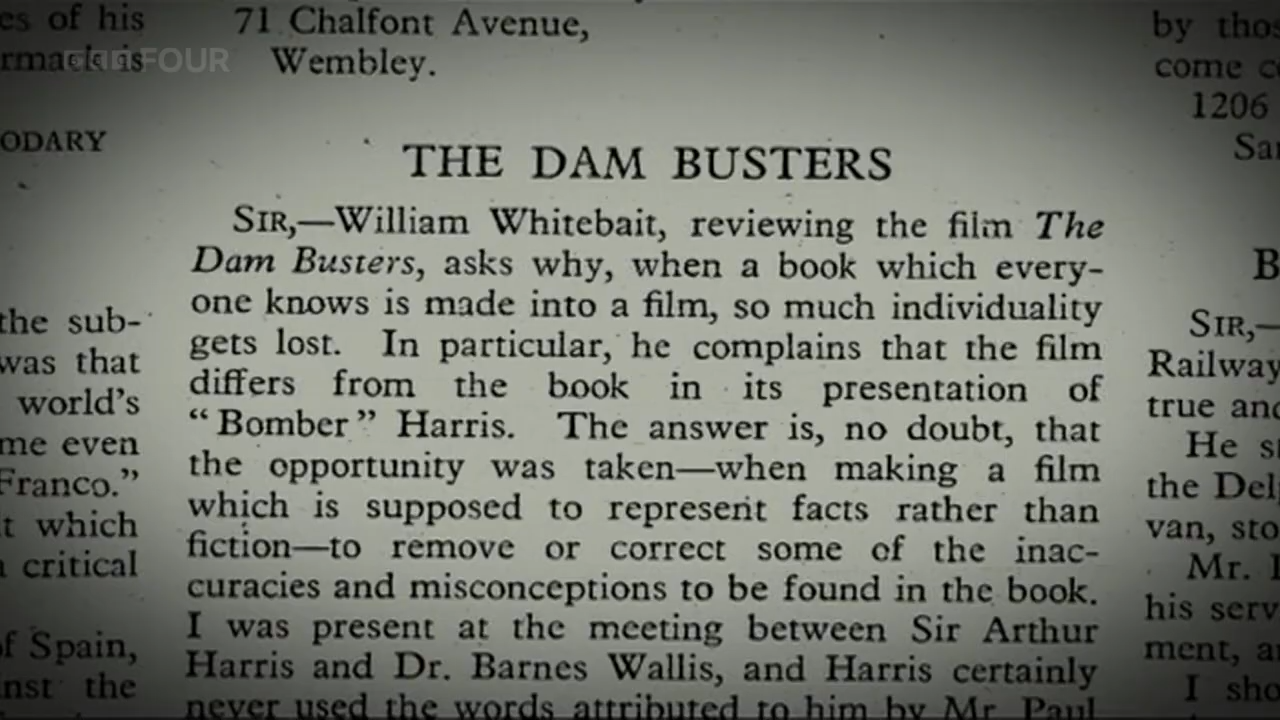 es of his
rmack is
ODARY
the sub-
was that
world's
me even
Franco."
t which
critical
of Spain,
nst the
BBC FOUR
71 Chalfont Avenue,
Wembley.
THE DAM BUSTERS
SIR,—William Whitebait, reviewing the film The
Dam Busters, asks why, when a book which every-
one knows is made into a film, so much individuality
gets lost. In particular, he complains that the film
differs from the book in its presentation of
"Bomber" Harris. The answer is, no doubt, that
the opportunity was taken—when making a film
which is supposed to represent facts rather than
fiction—to remove or correct some of the inac-
curacies and misconceptions to be found in the book.
I was present at the meeting between Sir Arthur
Harris and Dr. Barnes Wallis, and Harris certainly
never used the words attributed to him by Mr. Paul
by thos
come c
1206
Sa
B
SIR,—
Railway
true and
He s
the Del
van, sto
Mr.
his serv
ment, a
I sho